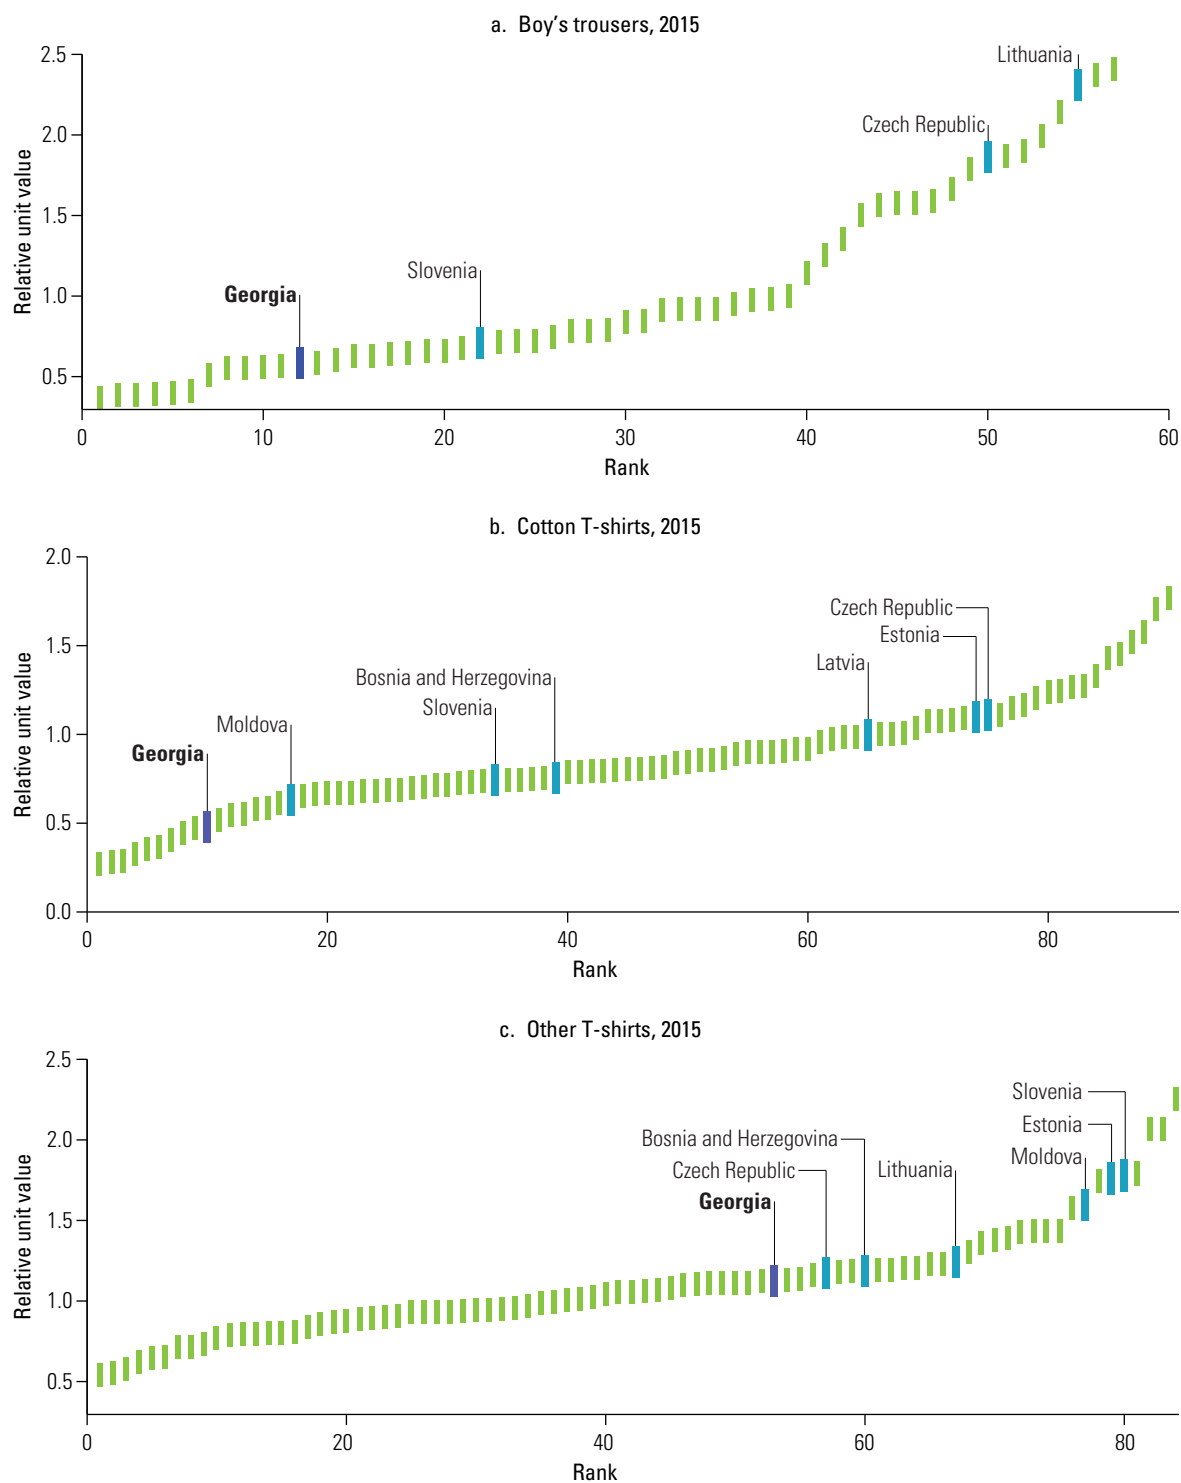 a. Boy's trousers, 2015
Relative unit value
2.5
2.0
1.5
1.0
0.5
Lithuania
Czech Republic
Slovenia
Georgia
0 10 20 30 40 50 60
Rank
b. Cotton T-shirts, 2015
Relative unit value
2.0
1.5
1.0
0.5
0.0
Czech Republic
Estonia
Latvia
Bosnia and Herzegovina
Slovenia
Moldova
Georgia
0 20 40 60 80
Rank
c. Other T-shirts, 2015
Relative unit value
2.5
2.0
1.5
1.0
0.5
Slovenia
Estonia
Bosnia and Herzegovina
Moldova
Czech Republic
Lithuania
Georgia
0 20 40 60 80
Rank